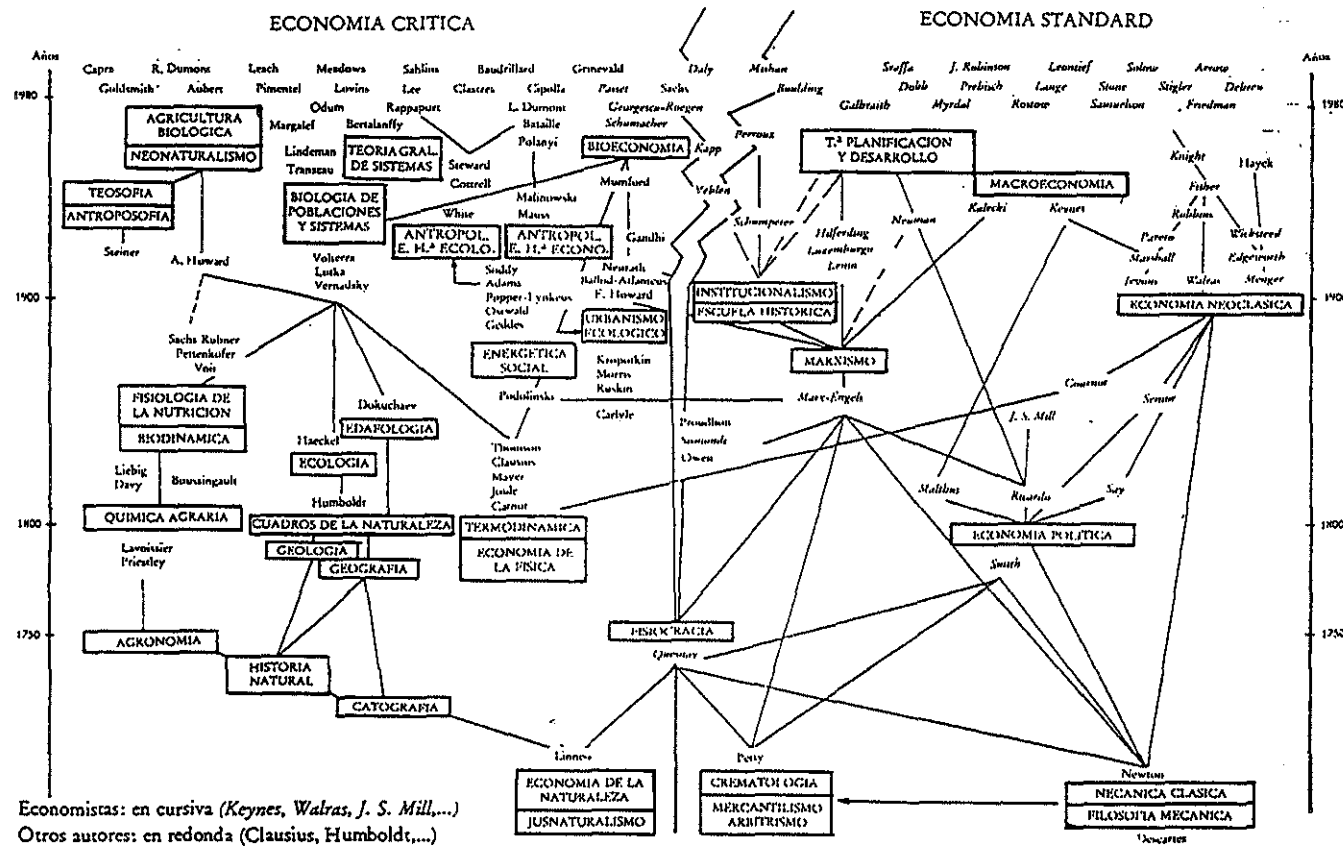 ECONOMIA CRITICA
ECONOMIA STANDARD
Años
Años
Capra R. Dumont Leach Meadows Sahlins Baudrillard Grinevald Daly Mishan Sraffa J. Robinson Leontief Solow Arrow
Goldsmith Aubert Pimentel Lovins Lee Clastres Cipolla Passet Sachs Boulding Dobb Prebisch Lange Stone Stigler Debreu
1980
1980
Odum Rappaport L. Dumont Georgescu-Roegen Galbraith Myrdal Rostow Samuelson Friedman
AGRICULTURA
BIOLOGICA
NEONATURALISMO
Margalef Bertalanffy Bataille Schumacher
Polanyi
Perroux
Lindeman
Transeau
TEORIA GRAL.
DE SISTEMAS
Steward
Cottrell
BIOECONOMIA
Kapp
T.ª PLANIFICACION
Y DESARROLLO
Knight
Hayek
TEOSOFIA
ANTROPOSOFIA
BIOLOGIA DE
POBLACIONES
Y SISTEMAS
Malinowska
Mauss
Mumford
Veblen
MACROECONOMIA
Fisher
Steiner
White
Gandhi
Schumpeter
Kalecki
Keynes
Neuman
Robbins
Wicksteed
ANTROPOL.
E. H.ª ECOLO.
ANTROPOL.
E. H.ª ECONO.
Hilferding
Luxemburgo
Lenin
Pareto
Marshall
Edgeworth
A. Howard
Volterra
Lotka
Vernadsky
Soddy
Adams
Popper-Lynkeus
Ostwald
Geddes
Neurath
Ballod-Atlanticus
E. Howard
Jevons
Walras
Menger
1900
1900
INSTITUCIONALISMO
ESCUELA HISTORICA
ECONOMIA NEOCLASICA
URBANISMO
ECOLOGICO
Sachs Rubner
Pettenkofer
Voit
ENERGETICA
SOCIAL
MARXISMO
Kropotkin
Morris
Ruskin
Cournot
Senior
FISIOLOGIA DE
LA NUTRICION
BIODINAMICA
Podolinski
Marx-Engels
Dokuchaev
EDAFOLOGIA
Carlyle
Proudhon
Sismondi
Owen
J. S. Mill
Haeckel
ECOLOGIA
Thomson
Clausius
Mayer
Joule
Carnot
Liebig
Davy
Boussingault
Humboldt
Malthus
Ricardo
Say
1800
1800
QUIMICA AGRARIA
CUADROS DE LA NATURALEZA
TERMODINAMICA
ECONOMIA DE
LA FISICA
ECONOMIA POLITICA
GEOLOGIA
GEOGRAFIA
Lavoissier
Priestley
Smith
1750
1750
AGRONOMIA
FISIOCRACIA
HISTORIA
NATURAL
Quesnay
CATOGRAFIA
Linneo
Petty
Newton
ECONOMIA DE LA
NATURALEZA
JUSNATURALISMO
CREMATOLOGIA
MERCANTILISMO
ARBITRISMO
NECANICA CLASICA
FILOSOFIA MECANICA
Descartes
Economistas: en cursiva (Keynes, Walras, J. S. Mill,...)
Otros autores: en redonda (Clausius, Humboldt,...)